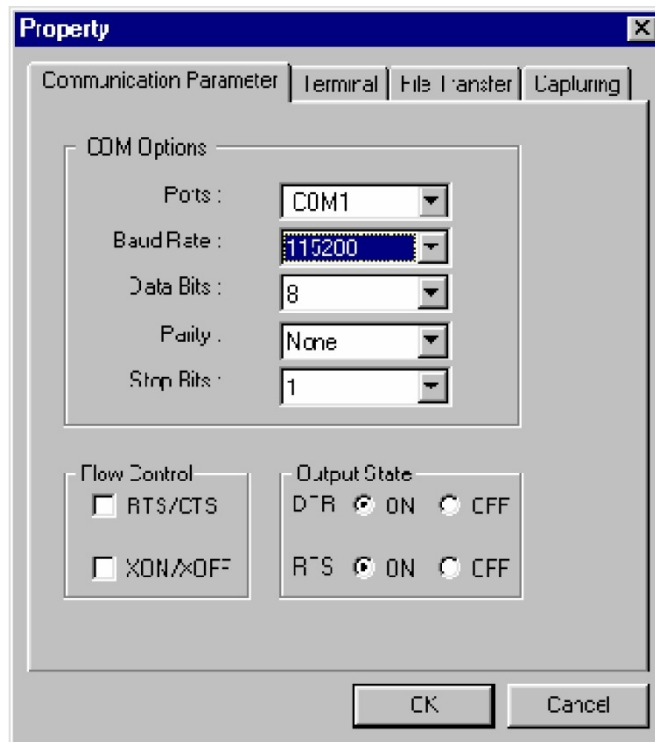 Property
Communication Parameter Terminal File Transfer Capturing
COM Options
Ports : COM1
Baud Rate : 115200
Data Bits : 8
Parity : None
Stop Bits : 1
Flow Control
RTS/CTS
XON/XOFF
Output State
DTR ON OFF
RTS ON OFF
OK Cancel